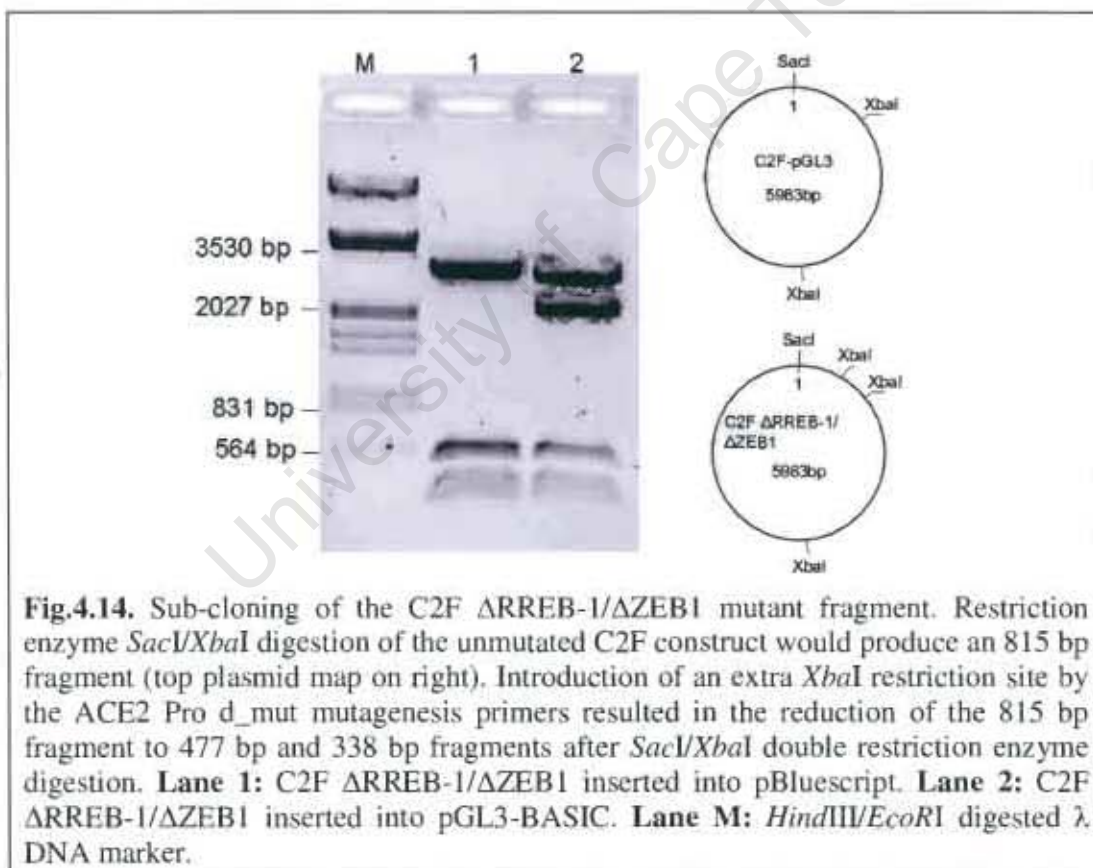 M 1 2
3530 bp
2027 bp
831 bp
564 bp
SacI
1
XbaI
C2F-pGL3
5983bp
XbaI
SacI
XbaI
XbaI
1
C2F ΔRREB-1/
ΔZEB1
5983bp
XbaI
University of Cape To
Fig.4.14. Sub-cloning of the C2F ΔRREB-1/ΔZEB1 mutant fragment. Restriction
enzyme SacI/XbaI digestion of the unmutated C2F construct would produce an 815 bp
fragment (top plasmid map on right). Introduction of an extra XbaI restriction site by
the ACE2 Pro d_mut mutagenesis primers resulted in the reduction of the 815 bp
fragment to 477 bp and 338 bp fragments after SacI/XbaI double restriction enzyme
digestion. Lane 1: C2F ΔRREB-1/ΔZEB1 inserted into pBluescript. Lane 2: C2F
ΔRREB-1/ΔZEB1 inserted into pGL3-BASIC. Lane M: HindIII/EcoRI digested λ
DNA marker.